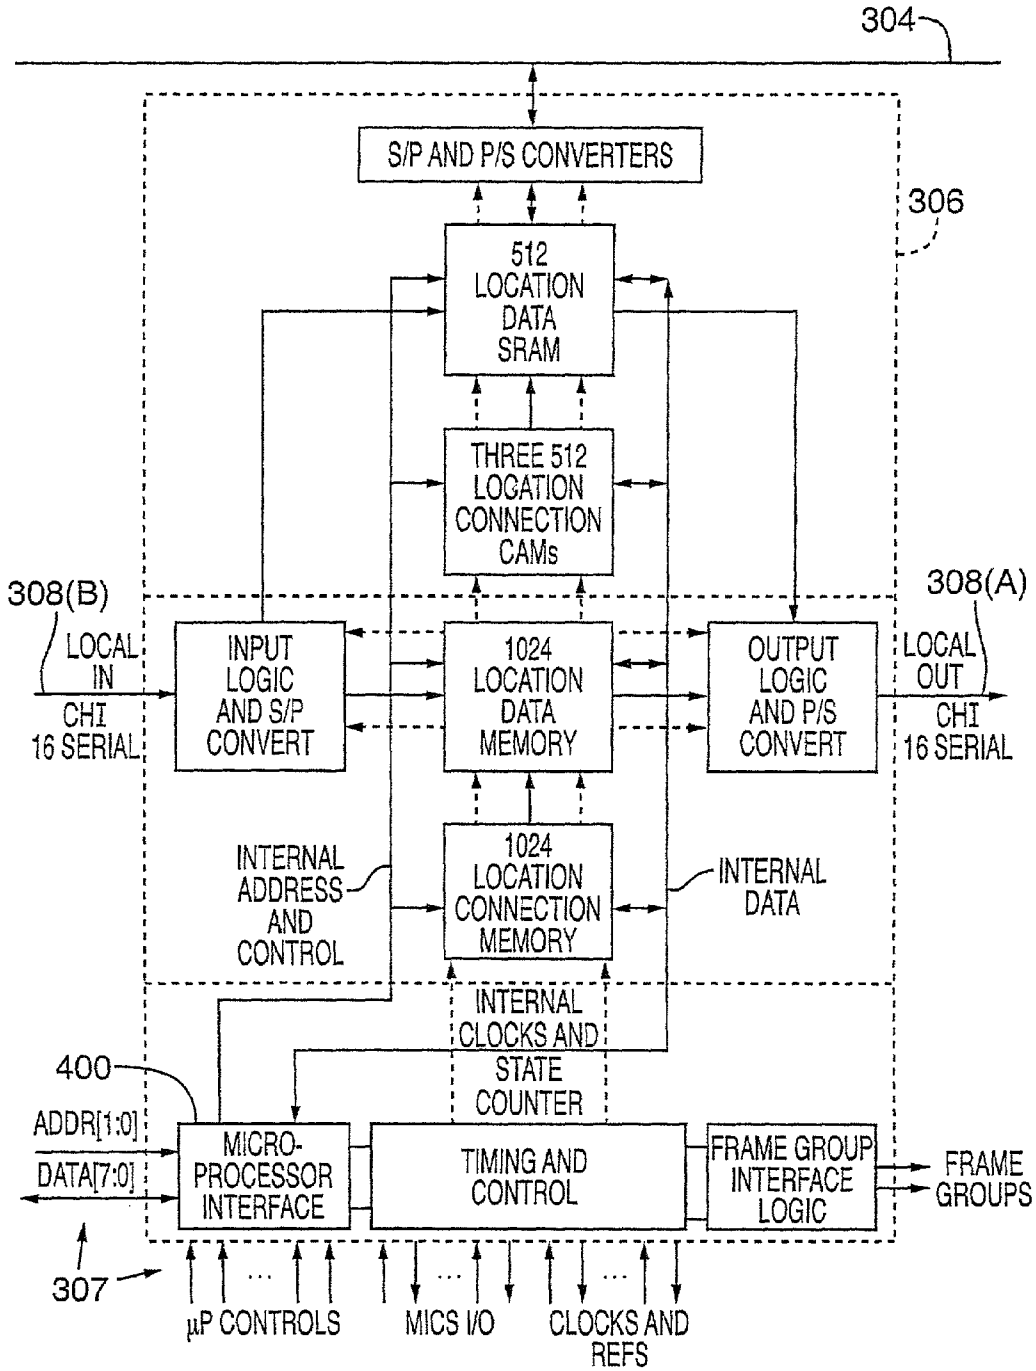 304
S/P AND P/S CONVERTERS
306
512
LOCATION
DATA
SRAM
THREE 512
LOCATION
CONNECTION
CAMs
308(B)
308(A)
LOCAL
IN
CHI
16 SERIAL
INPUT
LOGIC
AND S/P
CONVERT
1024
LOCATION
DATA
MEMORY
OUTPUT
LOGIC
AND P/S
CONVERT
LOCAL
OUT
CHI
16 SERIAL
INTERNAL
ADDRESS
AND
CONTROL
1024
LOCATION
CONNECTION
MEMORY
INTERNAL
DATA
INTERNAL
CLOCKS AND
STATE
COUNTER
400
ADDR[1:0]
DATA[7:0]
MICRO-
PROCESSOR
INTERFACE
TIMING AND
CONTROL
FRAME GROUP
INTERFACE
LOGIC
FRAME
GROUPS
307
...
...
...
µP CONTROLS
MICS I/O
CLOCKS AND
REFS